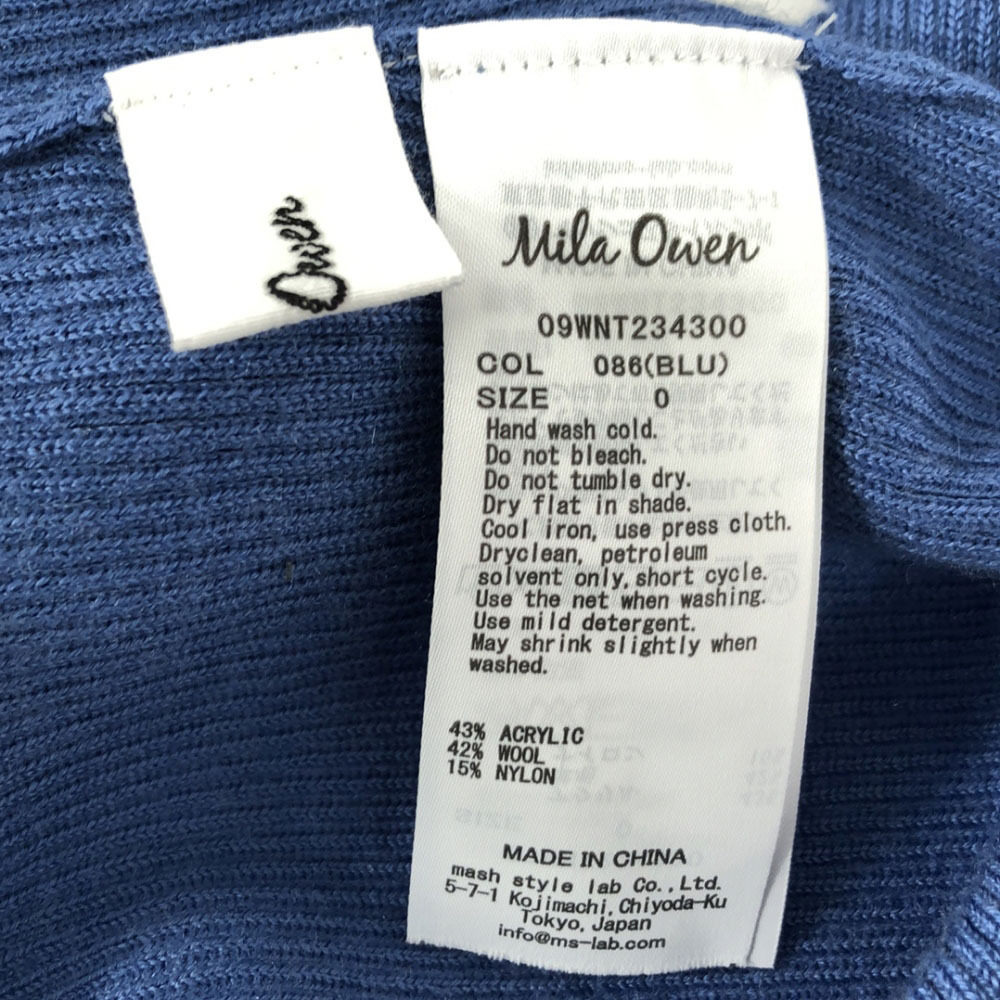 Owen
Mila Owen
09WNT234300
COL 086(BLU)
SIZE 0
Hand wash cold.
Do not bleach.
Do not tumble dry.
Dry flat in shade.
Cool iron, use press cloth.
Dryclean, petroleum
solvent only, short cycle.
Use the net when washing.
Use mild detergent.
May shrink slightly when
washed.
43% ACRYLIC
42% WOOL
15% NYLON
MADE IN CHINA
mash style lab Co.,Ltd.
5-7-1 Kojimachi, Chiyoda-Ku
Tokyo, Japan
info@ms-lab.com